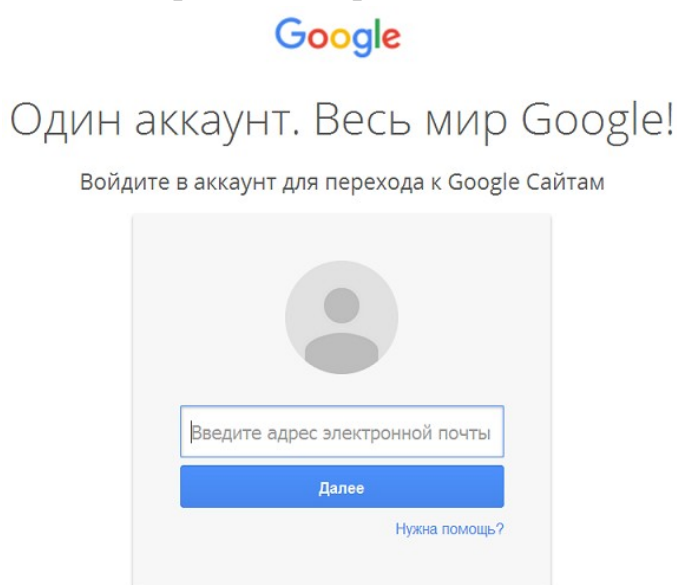 Google
Один аккаунт. Весь мир Google!
Войдите в аккаунт для перехода к Google Сайтам
Введите адрес электронной почты
Далее
Нужна помощь?